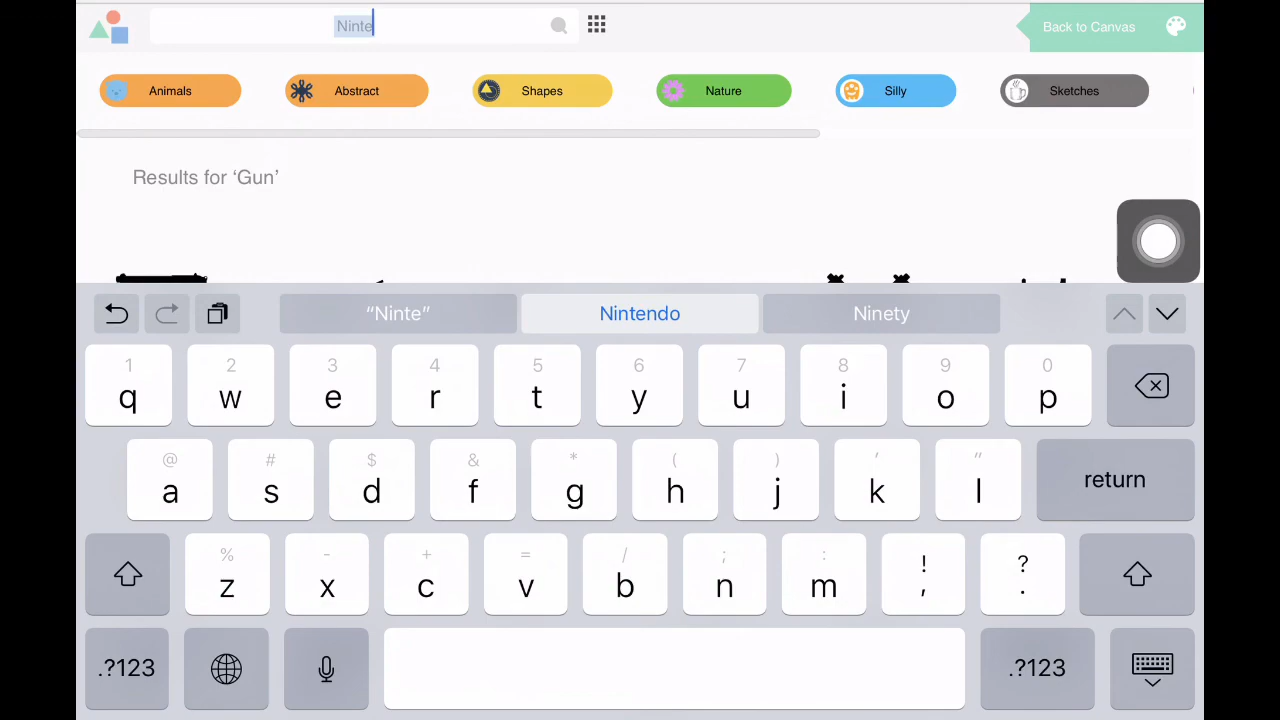 Ninte
Back to Canvas
Animals Abstract Shapes Nature Silly Sketches
Results for ‘Gun’
“Ninte” Nintendo Ninety
1 2 3 4 5 6 7 8 9 0
q w e r t y u i o p
@ # $ & * ( ) ′ ″
a s d f g h j k l return
% - + = / ; : ! ?
z x c v b n m , .
.?123 .?123